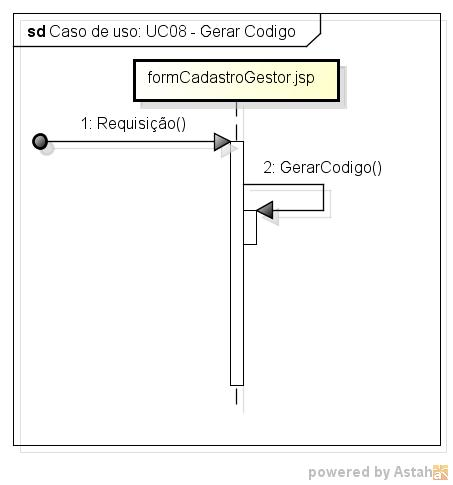 sd Caso de uso: UC08 - Gerar Codigo
formCadastroGestor.jsp
1: Requisição()
2: GerarCodigo()
powered by Astah